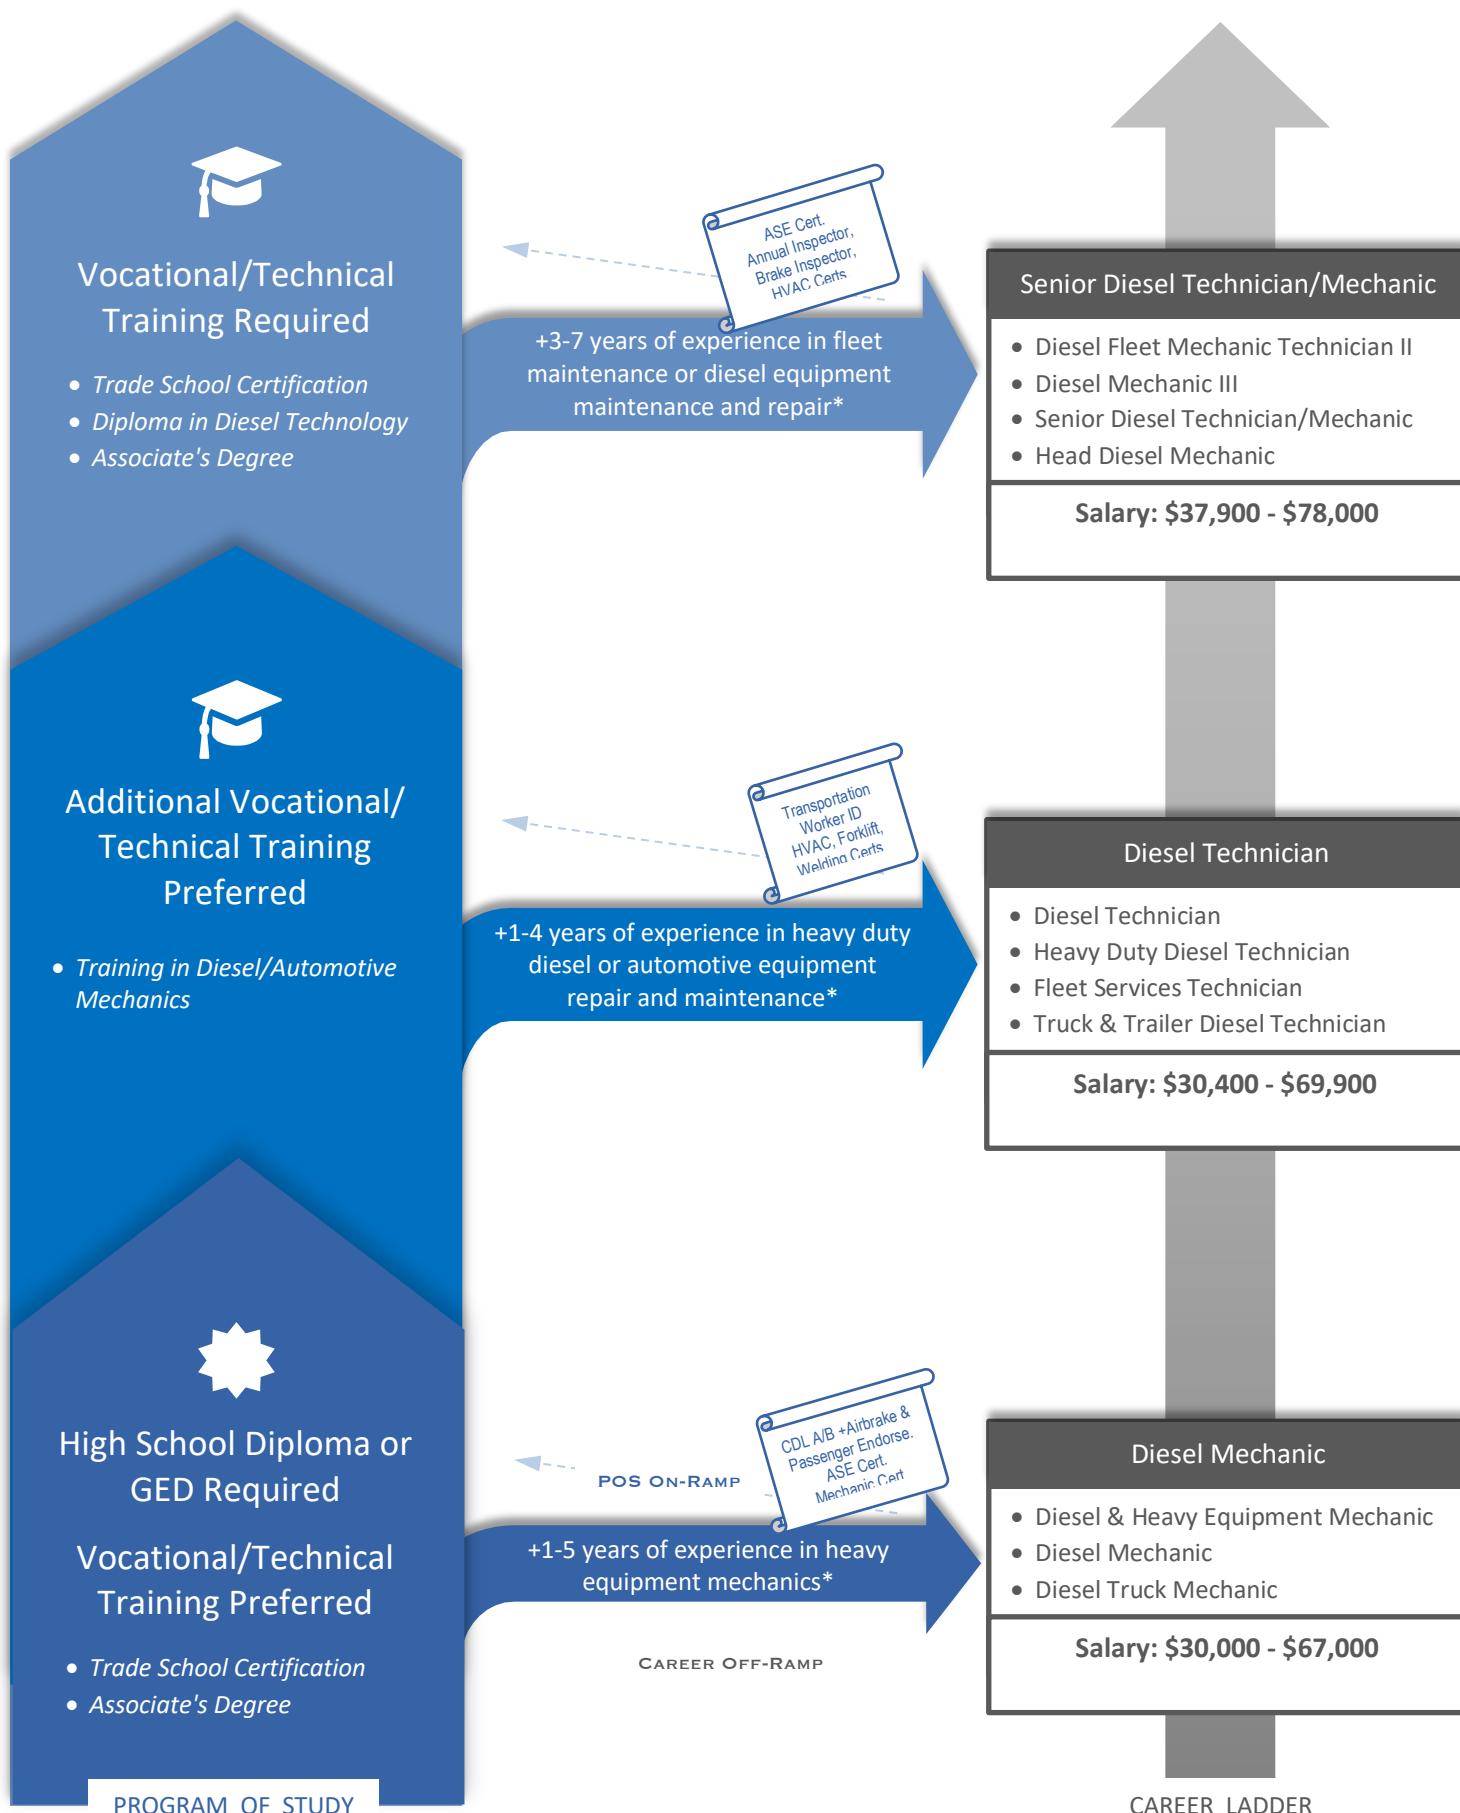 Vocational/Technical
Training Required
• Trade School Certification
• Diploma in Diesel Technology
• Associate's Degree
ASE Cert.
Annual Inspector,
Brake Inspector,
HVAC Certs
+3-7 years of experience in fleet
maintenance or diesel equipment
maintenance and repair*
Senior Diesel Technician/Mechanic
• Diesel Fleet Mechanic Technician II
• Diesel Mechanic III
• Senior Diesel Technician/Mechanic
• Head Diesel Mechanic
Salary: $37,900 - $78,000
Additional Vocational/
Technical Training
Preferred
• Training in Diesel/Automotive
Mechanics
Transportation
Worker ID
HVAC, Forklift,
Welding Certs
+1-4 years of experience in heavy duty
diesel or automotive equipment
repair and maintenance*
Diesel Technician
• Diesel Technician
• Heavy Duty Diesel Technician
• Fleet Services Technician
• Truck & Trailer Diesel Technician
Salary: $30,400 - $69,900
High School Diploma or
GED Required
Vocational/Technical
Training Preferred
• Trade School Certification
• Associate's Degree
POS On-Ramp
CDL A/B +Airbrake &
Passenger Endorse.
ASE Cert.
Mechanic Cert
+1-5 years of experience in heavy
equipment mechanics*
Career Off-Ramp
Diesel Mechanic
• Diesel & Heavy Equipment Mechanic
• Diesel Mechanic
• Diesel Truck Mechanic
Salary: $30,000 - $67,000
PROGRAM OF STUDY
CAREER LADDER